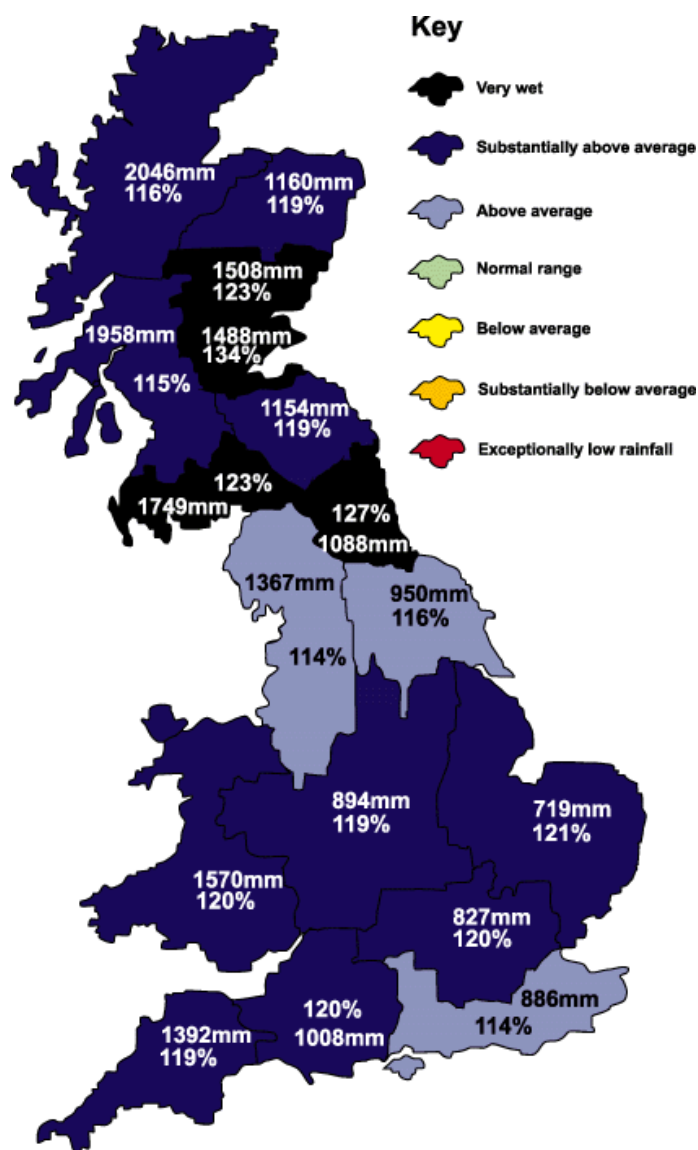 Key
Very wet
Substantially above average
Above average
Normal range
Below average
Substantially below average
Exceptionally low rainfall
2046mm
116%
1160mm
119%
1508mm
123%
1958mm
1488mm
134%
115%
1154mm
119%
123%
1749mm
127%
1088mm
1367mm
114%
950mm
116%
894mm
119%
719mm
121%
1570mm
120%
827mm
120%
886mm
114%
120%
1008mm
1392mm
119%